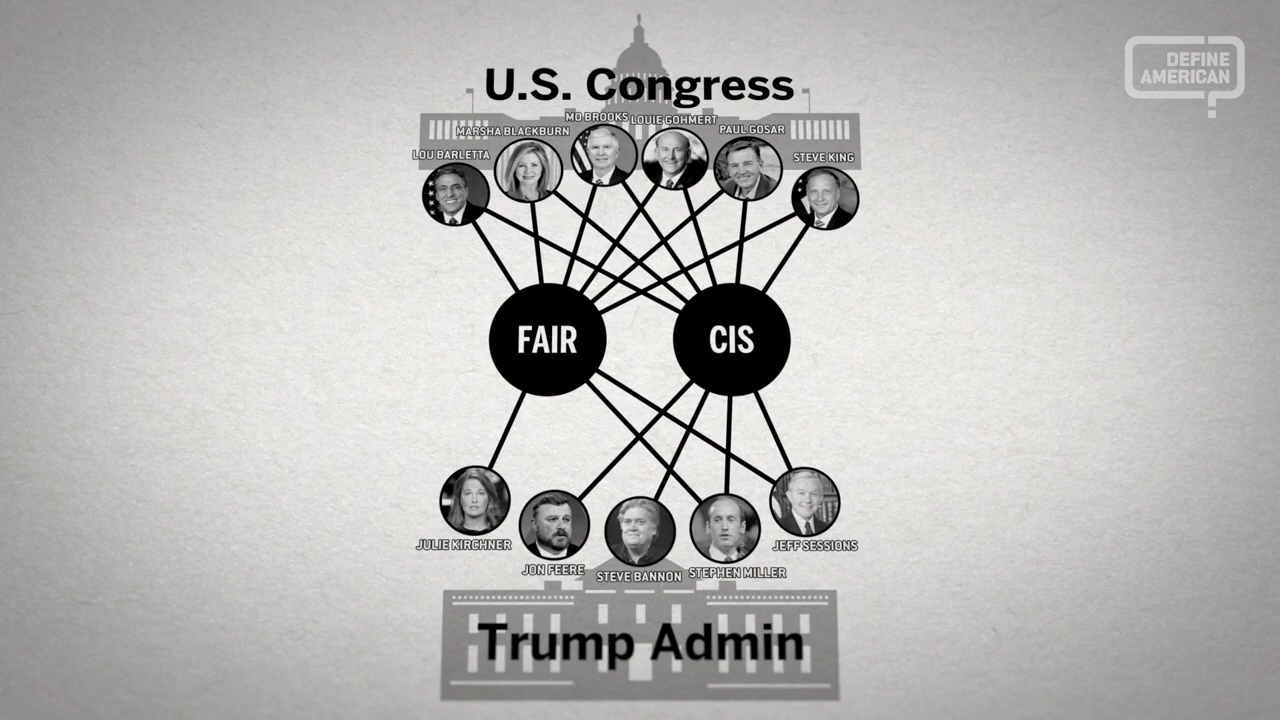 DEFINE
AMERICAN
U.S. Congress
LOU BARLETTA
MARSHA BLACKBURN
MO BROOKS
LOUIE GOHMERT
PAUL GOSAR
STEVE KING
FAIR
CIS
JULIE KIRCHNER
JON FEERE
STEVE BANNON
STEPHEN MILLER
JEFF SESSIONS
Trump Admin